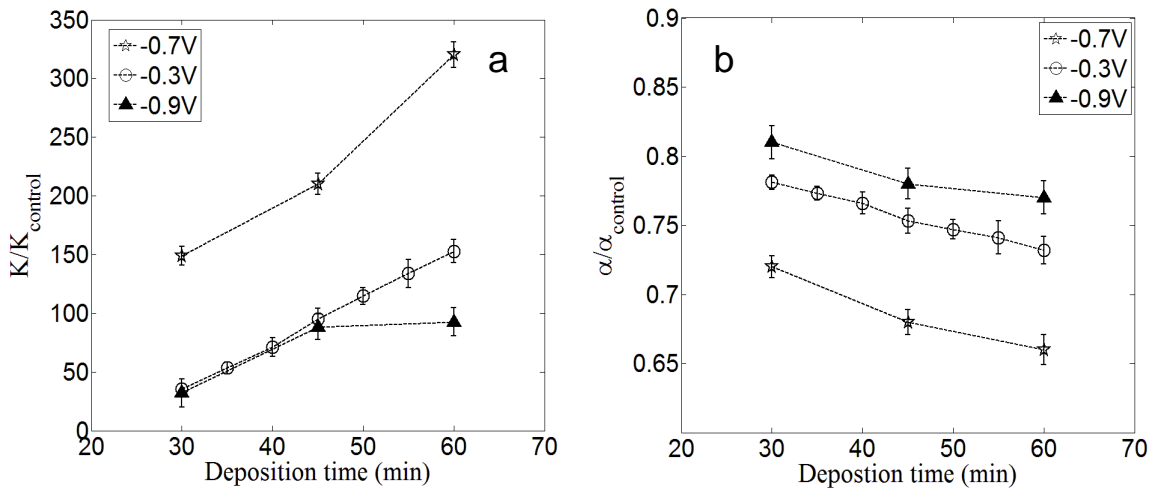 350
300
250
200
150
100
50
0
20
30
40
50
60
70
K/Kcontrol
Deposition time (min)
-0.7V
-0.3V
-0.9V
a
0.9
0.85
0.8
0.75
0.7
0.65
20
30
40
50
60
70
α/αcontrol
Depostion time (min)
-0.7V
-0.3V
-0.9V
b